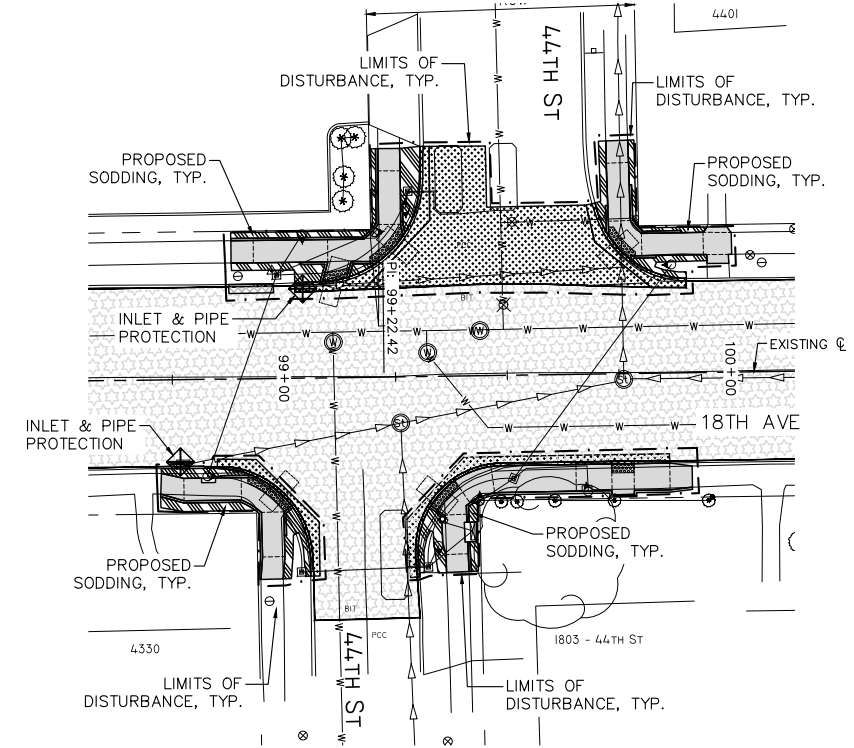 4401
44TH ST
LIMITS OF
DISTURBANCE, TYP.
LIMITS OF
DISTURBANCE, TYP.
PROPOSED
SODDING, TYP.
PROPOSED
SODDING, TYP.
BIT
INLET & PIPE
PROTECTION
PI: 99+22.42
W
W
W
W
W
W
W
EXISTING ℄
99+00
100+00
St
St
18TH AVE
INLET & PIPE
PROTECTION
PROPOSED
SODDING, TYP.
PROPOSED
SODDING, TYP.
BIT
PCC
4330
1803 - 44TH ST
44TH ST
LIMITS OF
DISTURBANCE, TYP.
LIMITS OF
DISTURBANCE, TYP.